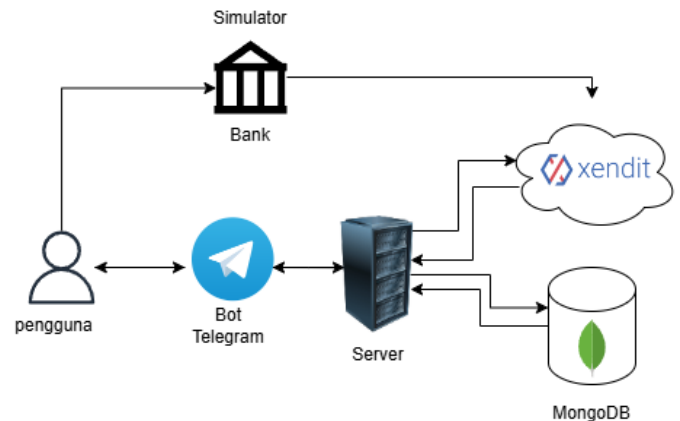 Simulator
Bank
xendit
pengguna
Bot
Telegram
Server
MongoDB